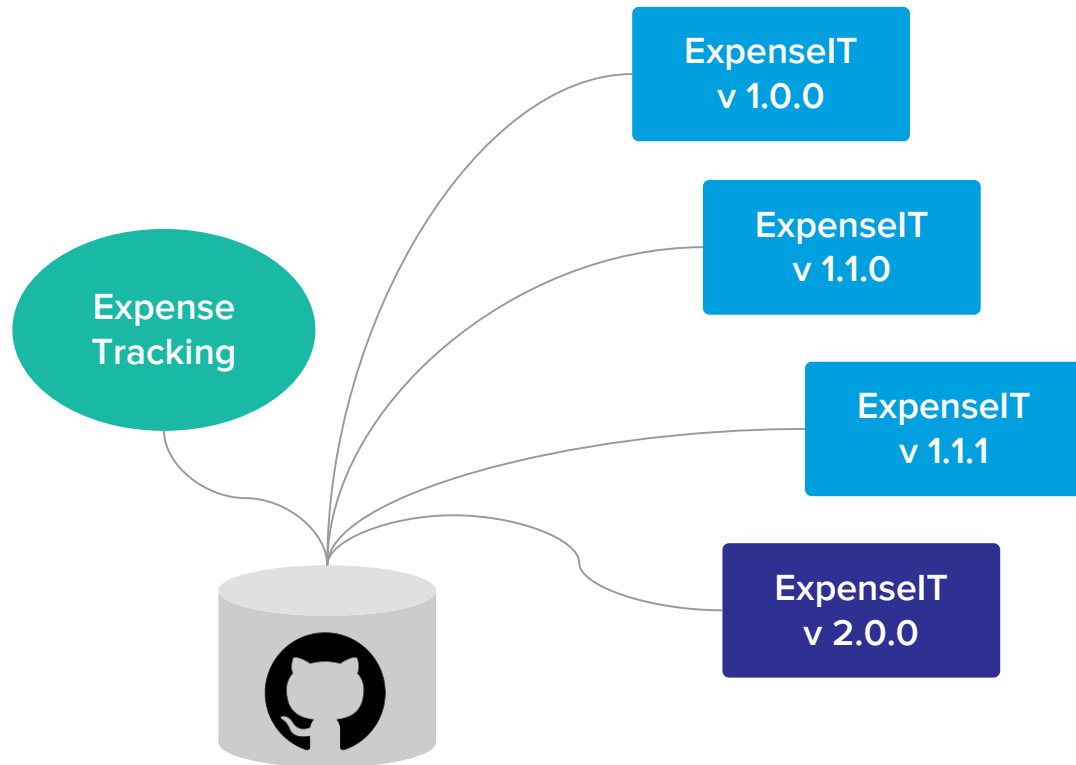 ExpenseIT
v 1.0.0
ExpenseIT
v 1.1.0
Expense
Tracking
ExpenseIT
v 1.1.1
ExpenseIT
v 2.0.0